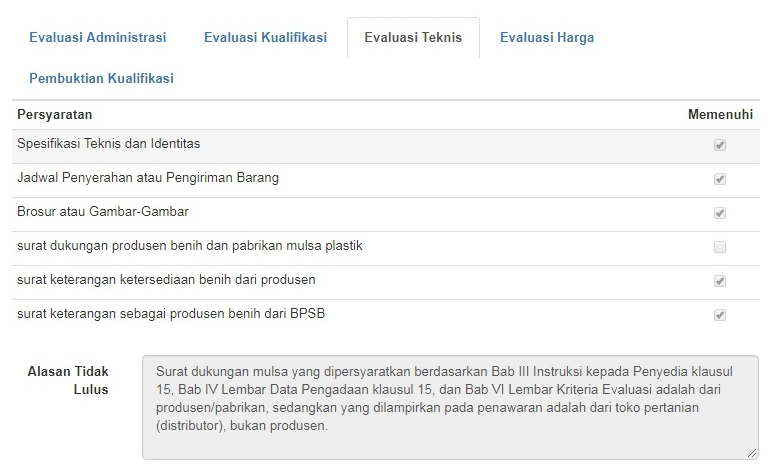 Evaluasi Administrasi Evaluasi Kualifikasi Evaluasi Teknis Evaluasi Harga
Pembuktian Kualifikasi
Persyaratan Memenuhi
Spesifikasi Teknis dan Identitas
Jadwal Penyerahan atau Pengiriman Barang
Brosur atau Gambar-Gambar
surat dukungan produsen benih dan pabrikan mulsa plastik
surat keterangan ketersediaan benih dari produsen
surat keterangan sebagai produsen benih dari BPSB
Alasan Tidak Lulus
Surat dukungan mulsa yang dipersyaratkan berdasarkan Bab III Instruksi kepada Penyedia klausul
15, Bab IV Lembar Data Pengadaan klausul 15, dan Bab VI Lembar Kriteria Evaluasi adalah dari
produsen/pabrikan, sedangkan yang dilampirkan pada penawaran adalah dari toko pertanian
(distributor), bukan produsen.